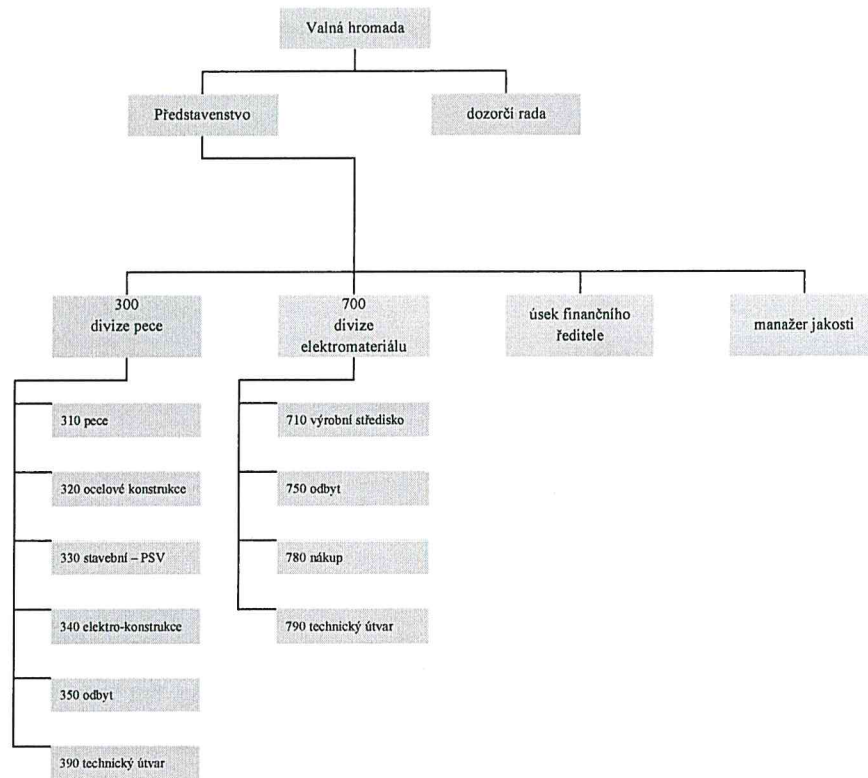 Valná hromada
Představenstvo
dozorčí rada
300
divize pece
700
divize
elektromateriálu
úsek finančního
ředitele
manažer jakosti
310 pece
320 ocelové konstrukce
330 stavební – PSV
340 elektro-konstrukce
350 odbyt
390 technický útvar
710 výrobní středisko
750 odbyt
780 nákup
790 technický útvar